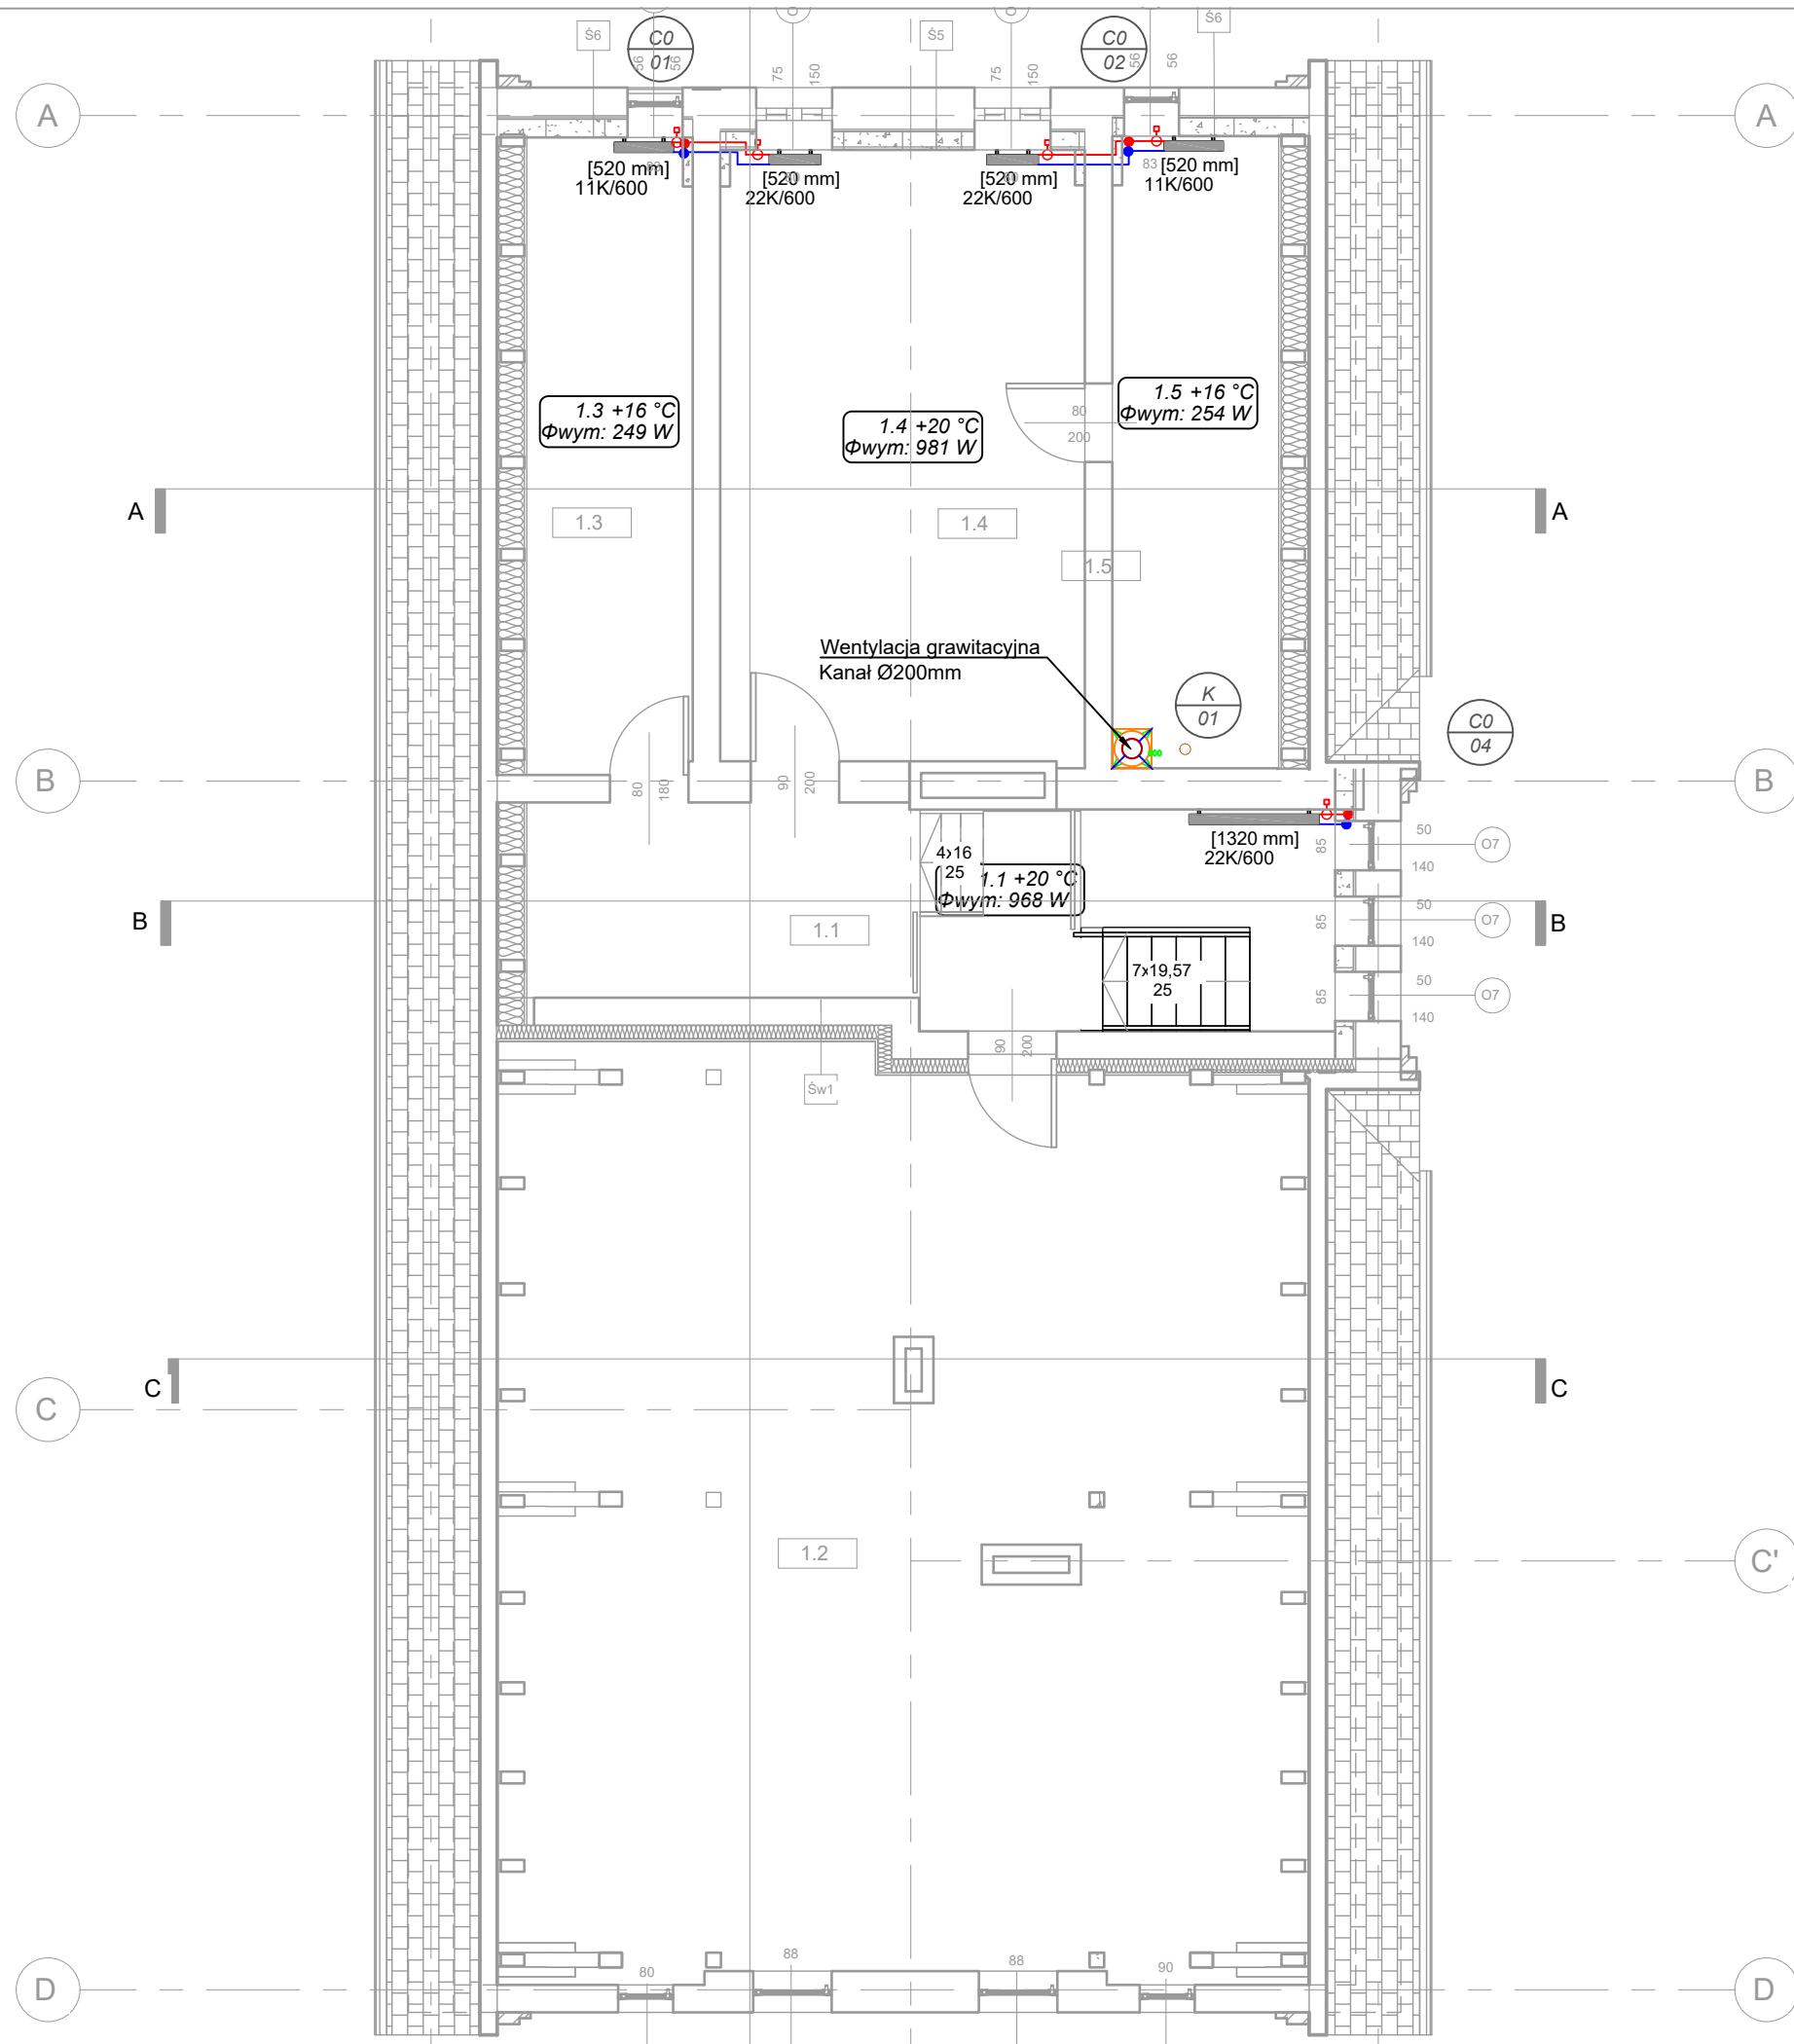 Ś6
C0
01
56
56
75
150
Ś5
75
150
C0
02
56
56
Ś6
A
A
[520 mm]
11K/600
[520 mm]
22K/600
[520 mm]
22K/600
83
[520 mm]
11K/600
1.3 +16 °C
Φwym: 249 W
1.4 +20 °C
Φwym: 981 W
80
200
1.5 +16 °C
Φwym: 254 W
A
1.3
1.4
1.5
A
Wentylacja grawitacyjna
Kanał Ø200mm
K
01
C0
04
B
80
180
90
200
B
[1320 mm]
22K/600
85
50
140
O7
4x16
25
1.1 +20 °C
Φwym: 968 W
B
1.1
85
50
140
O7
B
7x19,57
25
85
50
140
O7
90
200
Św1
C
C
C
1.2
C'
D
80
88
88
90
D